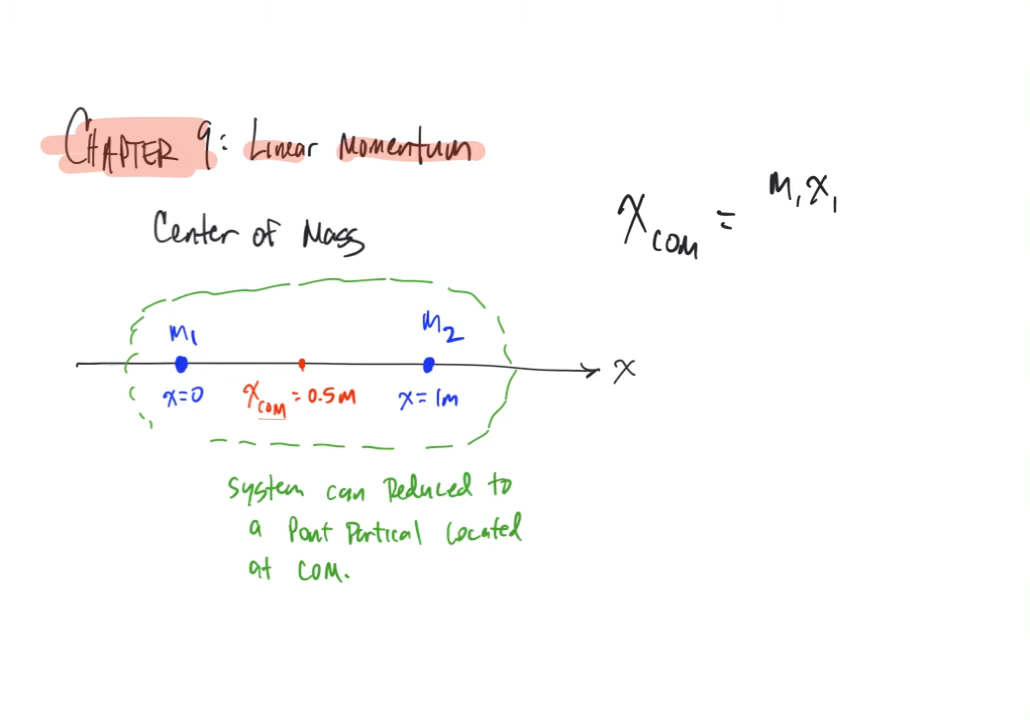 CHAPTER 9: Linear Momentum
Center of Mass
X_COM = M₁X₁
M₁
M₂
X
x=0
X_COM = 0.5M
x=1m
System can Reduced to
a Pont Partical Located
at COM.